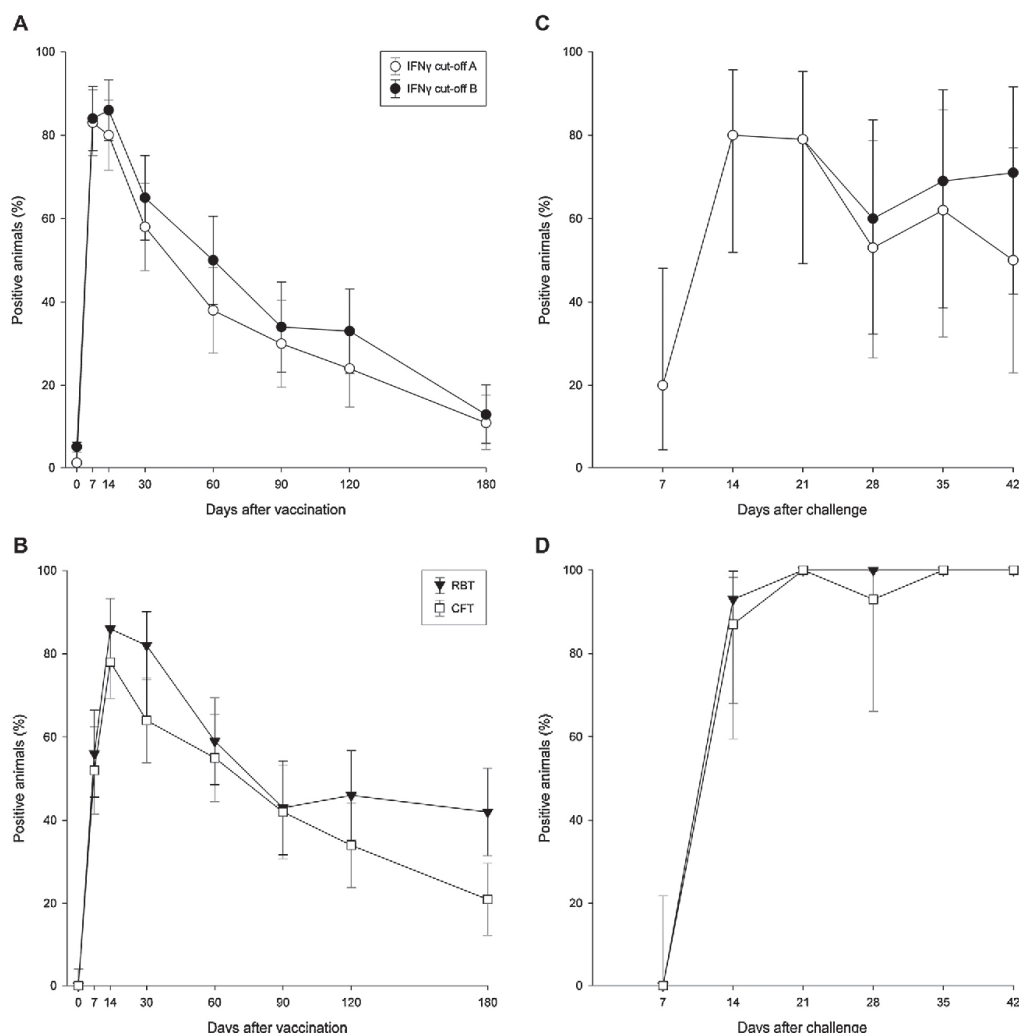 A
100
80
60
40
20
0
Positive animals (%)
IFNγ cut-off A
IFNγ cut-off B
0 7 14 30 60 90 120 180
Days after vaccination
C
100
80
60
40
20
0
Positive animals (%)
7 14 21 28 35 42
Days after challenge
B
100
80
60
40
20
0
Positive animals (%)
RBT
CFT
0 7 14 30 60 90 120 180
Days after vaccination
D
100
80
60
40
20
0
Positive animals (%)
7 14 21 28 35 42
Days after challenge